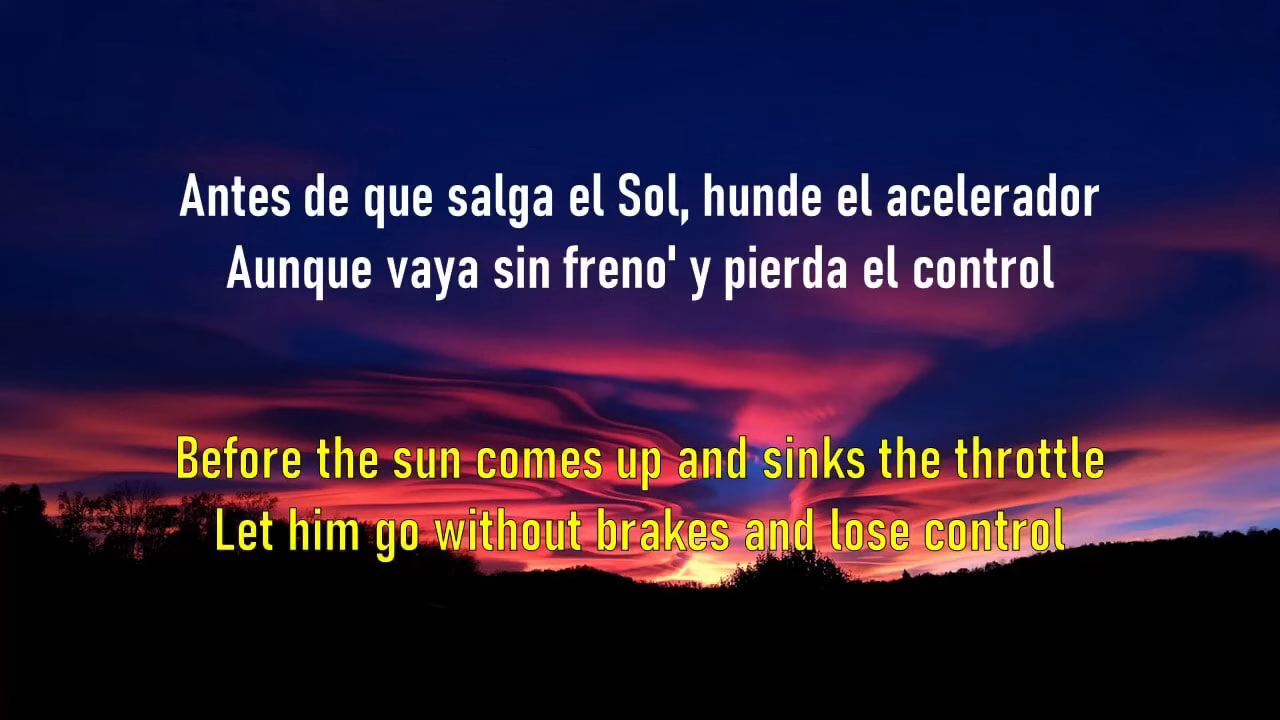 Antes de que salga el Sol, hunde el acelerador
Aunque vaya sin freno' y pierda el control
Before the sun comes up and sinks the throttle
Let him go without brakes and lose control